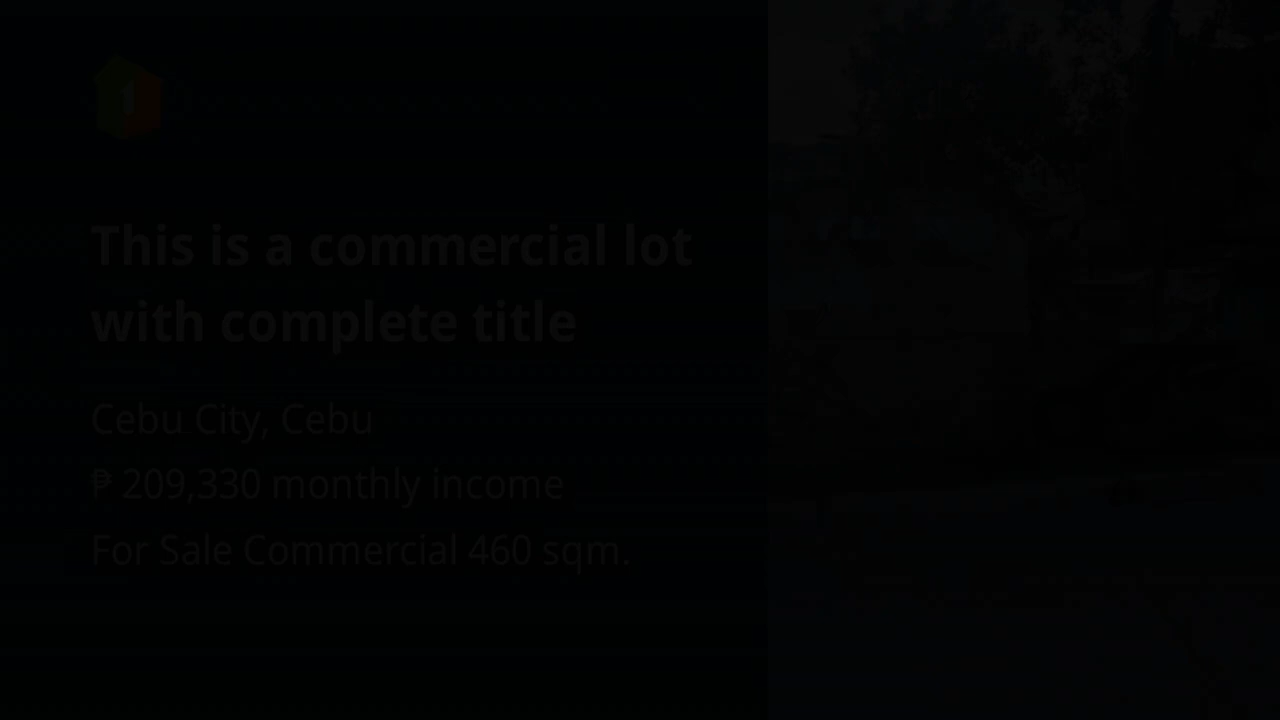 This is a commercial lot
with complete title
Cebu City, Cebu
₱ 209,330 monthly income
For Sale Commercial 460 sqm.